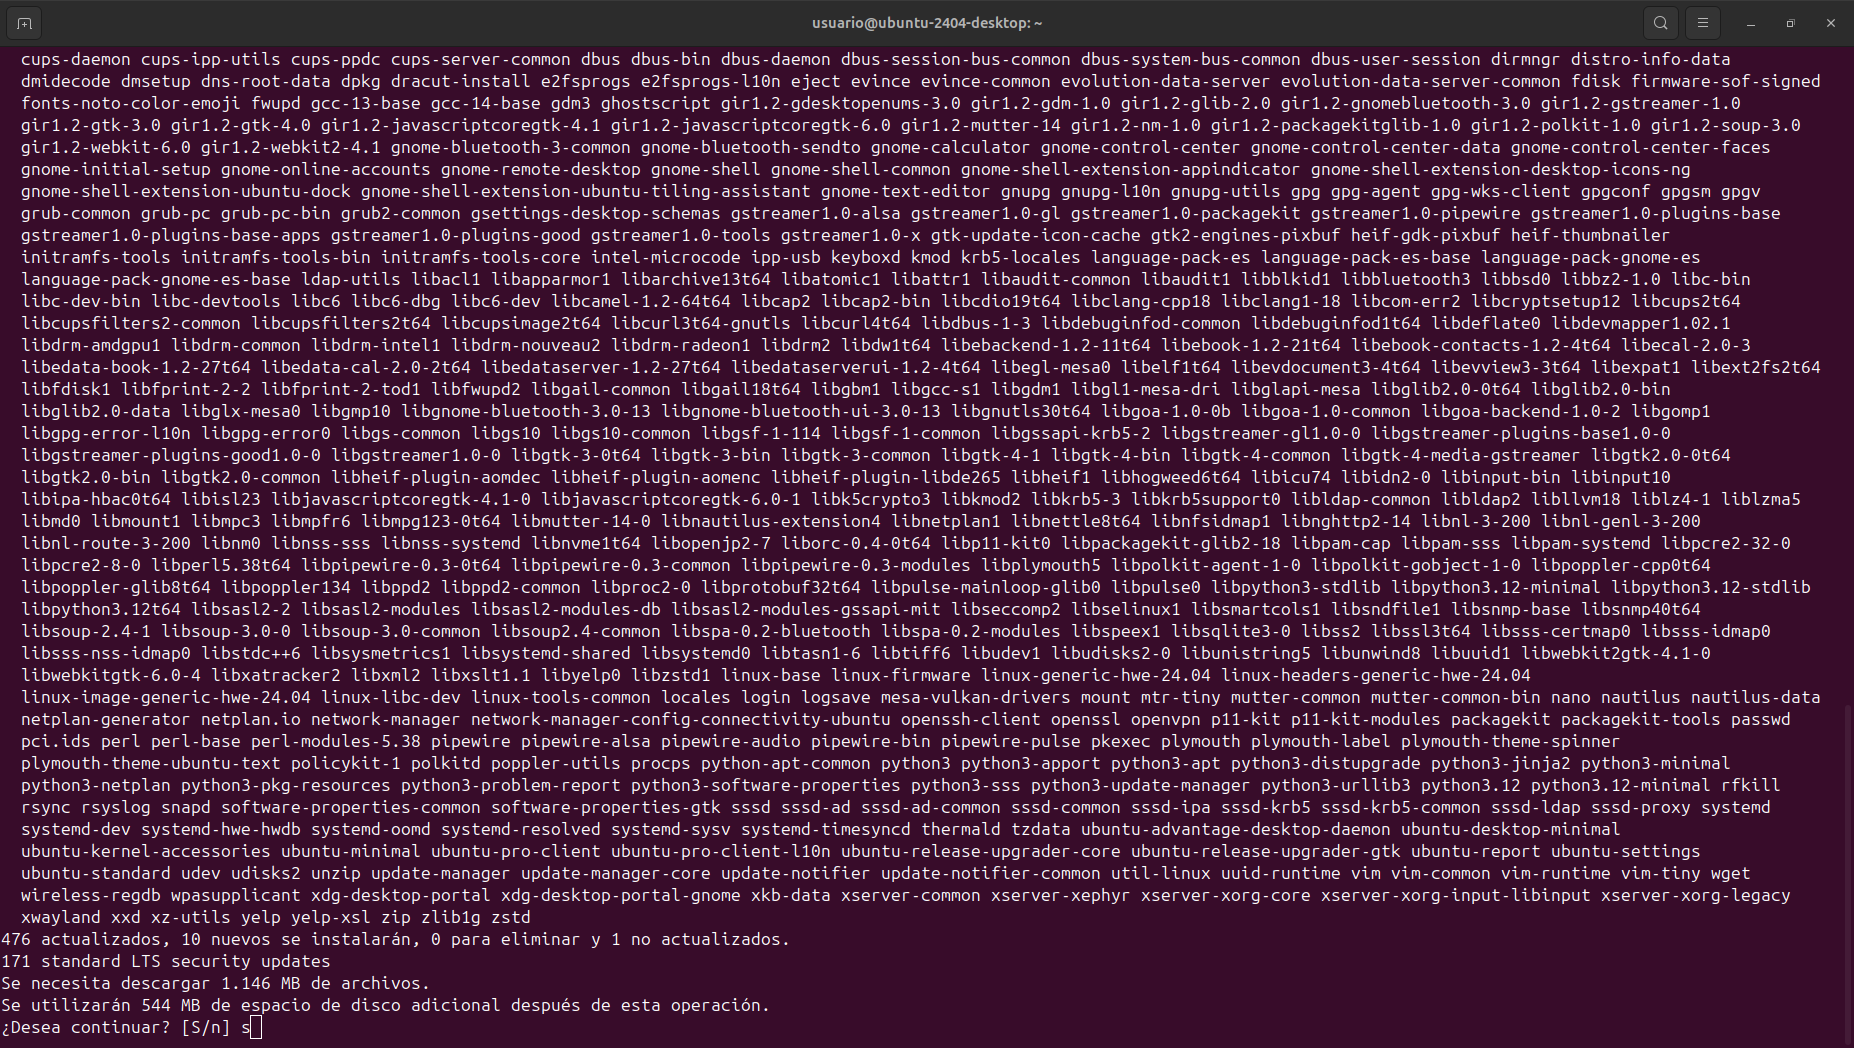 usuario@ubuntu-2404-desktop: ~
cups-daemon cups-ipp-utils cups-ppdc cups-server-common dbus dbus-bin dbus-daemon dbus-session-bus-common dbus-system-bus-common dbus-user-session dirmngr distro-info-data
dmidecode dmsetup dns-root-data dpkg dracut-install e2fsprogs e2fsprogs-l10n eject evince evince-common evolution-data-server evolution-data-server-common fdisk firmware-sof-signed
fonts-noto-color-emoji fwupd gcc-13-base gcc-14-base gdm3 ghostscript gir1.2-gdesktopenums-3.0 gir1.2-gdm-1.0 gir1.2-glib-2.0 gir1.2-gnomebluetooth-3.0 gir1.2-gstreamer-1.0
gir1.2-gtk-3.0 gir1.2-gtk-4.0 gir1.2-javascriptcoregtk-4.1 gir1.2-javascriptcoregtk-6.0 gir1.2-mutter-14 gir1.2-nm-1.0 gir1.2-packagekitglib-1.0 gir1.2-polkit-1.0 gir1.2-soup-3.0
gir1.2-webkit-6.0 gir1.2-webkit2-4.1 gnome-bluetooth-3-common gnome-bluetooth-sendto gnome-calculator gnome-control-center gnome-control-center-data gnome-control-center-faces
gnome-initial-setup gnome-online-accounts gnome-remote-desktop gnome-shell gnome-shell-common gnome-shell-extension-appindicator gnome-shell-extension-desktop-icons-ng
gnome-shell-extension-ubuntu-dock gnome-shell-extension-ubuntu-tiling-assistant gnome-text-editor gnupg gnupg-l10n gnupg-utils gpg gpg-agent gpg-wks-client gpgconf gpgsm gpgv
grub-common grub-pc grub-pc-bin grub2-common gsettings-desktop-schemas gstreamer1.0-alsa gstreamer1.0-gl gstreamer1.0-packagekit gstreamer1.0-pipewire gstreamer1.0-plugins-base
gstreamer1.0-plugins-base-apps gstreamer1.0-plugins-good gstreamer1.0-tools gstreamer1.0-x gtk-update-icon-cache gtk2-engines-pixbuf heif-gdk-pixbuf heif-thumbnailer
initramfs-tools initramfs-tools-bin initramfs-tools-core intel-microcode ipp-usb keyboxd kmod krb5-locales language-pack-es language-pack-es-base language-pack-gnome-es
language-pack-gnome-es-base ldap-utils libacl1 libapparmor1 libarchive13t64 libatomic1 libattr1 libaudit-common libaudit1 libblkid1 libbluetooth3 libbsd0 libbz2-1.0 libc-bin
libc-dev-bin libc-devtools libc6 libc6-dbg libc6-dev libcamel-1.2-64t64 libcap2 libcap2-bin libcdio19t64 libclang-cpp18 libclang1-18 libcom-err2 libcryptsetup12 libcups2t64
libcupsfilters2-common libcupsfilters2t64 libcupsimage2t64 libcurl3t64-gnutls libcurl4t64 libdbus-1-3 libdebuginfod-common libdebuginfod1t64 libdeflate0 libdevmapper1.02.1
libdrm-amdgpu1 libdrm-common libdrm-intel1 libdrm-nouveau2 libdrm-radeon1 libdrm2 libdw1t64 libebackend-1.2-11t64 libebook-1.2-21t64 libebook-contacts-1.2-4t64 libecal-2.0-3
libedata-book-1.2-27t64 libedata-cal-2.0-2t64 libedataserver-1.2-27t64 libedataserverui-1.2-4t64 libegl-mesa0 libelf1t64 libevdocument3-4t64 libevview3-3t64 libexpat1 libext2fs2t64
libfdisk1 libfprint-2-2 libfprint-2-tod1 libfwupd2 libgail-common libgail18t64 libgbm1 libgcc-s1 libgdm1 libgl1-mesa-dri libglapi-mesa libglib2.0-0t64 libglib2.0-bin
libglib2.0-data libglx-mesa0 libgmp10 libgnome-bluetooth-3.0-13 libgnome-bluetooth-ui-3.0-13 libgnutls30t64 libgoa-1.0-0b libgoa-1.0-common libgoa-backend-1.0-2 libgomp1
libgpg-error-l10n libgpg-error0 libgs-common libgs10 libgs10-common libgsf-1-114 libgsf-1-common libgssapi-krb5-2 libgstreamer-gl1.0-0 libgstreamer-plugins-base1.0-0
libgstreamer-plugins-good1.0-0 libgstreamer1.0-0 libgtk-3-0t64 libgtk-3-bin libgtk-3-common libgtk-4-1 libgtk-4-bin libgtk-4-common libgtk-4-media-gstreamer libgtk2.0-0t64
libgtk2.0-bin libgtk2.0-common libheif-plugin-aomdec libheif-plugin-aomenc libheif-plugin-libde265 libheif1 libhogweed6t64 libicu74 libidn2-0 libinput-bin libinput10
libipa-hbac0t64 libisl23 libjavascriptcoregtk-4.1-0 libjavascriptcoregtk-6.0-1 libk5crypto3 libkmod2 libkrb5-3 libkrb5support0 libldap-common libldap2 libllvm18 liblz4-1 liblzma5
libmd0 libmount1 libmpc3 libmpfr6 libmpg123-0t64 libmutter-14-0 libnautilus-extension4 libnetplan1 libnettle8t64 libnfsidmap1 libnghttp2-14 libnl-3-200 libnl-genl-3-200
libnl-route-3-200 libnm0 libnss-sss libnss-systemd libnvme1t64 libopenjp2-7 liborc-0.4-0t64 libp11-kit0 libpackagekit-glib2-18 libpam-cap libpam-sss libpam-systemd libpcre2-32-0
libpcre2-8-0 libperl5.38t64 libpipewire-0.3-0t64 libpipewire-0.3-common libpipewire-0.3-modules libplymouth5 libpolkit-agent-1-0 libpolkit-gobject-1-0 libpoppler-cpp0t64
libpoppler-glib8t64 libpoppler134 libppd2 libppd2-common libproc2-0 libprotobuf32t64 libpulse-mainloop-glib0 libpulse0 libpython3-stdlib libpython3.12-minimal libpython3.12-stdlib
libpython3.12t64 libsasl2-2 libsasl2-modules libsasl2-modules-db libsasl2-modules-gssapi-mit libseccomp2 libselinux1 libsmartcols1 libsndfile1 libsnmp-base libsnmp40t64
libsoup-2.4-1 libsoup-3.0-0 libsoup-3.0-common libsoup2.4-common libspa-0.2-bluetooth libspa-0.2-modules libspeex1 libsqlite3-0 libss2 libssl3t64 libsss-certmap0 libsss-idmap0
libsss-nss-idmap0 libstdc++6 libsysmetrics1 libsystemd-shared libsystemd0 libtasn1-6 libtiff6 libudev1 libudisks2-0 libunistring5 libunwind8 libuuid1 libwebkit2gtk-4.1-0
libwebkitgtk-6.0-4 libxatracker2 libxml2 libxslt1.1 libyelp0 libzstd1 linux-base linux-firmware linux-generic-hwe-24.04 linux-headers-generic-hwe-24.04
linux-image-generic-hwe-24.04 linux-libc-dev linux-tools-common locales login logsave mesa-vulkan-drivers mount mtr-tiny mutter-common mutter-common-bin nano nautilus nautilus-data
netplan-generator netplan.io network-manager network-manager-config-connectivity-ubuntu openssh-client openssl openvpn p11-kit p11-kit-modules packagekit packagekit-tools passwd
pci.ids perl perl-base perl-modules-5.38 pipewire pipewire-alsa pipewire-audio pipewire-bin pipewire-pulse pkexec plymouth plymouth-label plymouth-theme-spinner
plymouth-theme-ubuntu-text policykit-1 polkitd poppler-utils procps python-apt-common python3 python3-apport python3-apt python3-distupgrade python3-jinja2 python3-minimal
python3-netplan python3-pkg-resources python3-problem-report python3-software-properties python3-sss python3-update-manager python3-urllib3 python3.12 python3.12-minimal rfkill
rsync rsyslog snapd software-properties-common software-properties-gtk sssd sssd-ad sssd-ad-common sssd-common sssd-ipa sssd-krb5 sssd-krb5-common sssd-ldap sssd-proxy systemd
systemd-dev systemd-hwe-hwdb systemd-oomd systemd-resolved systemd-sysv systemd-timesyncd thermald tzdata ubuntu-advantage-desktop-daemon ubuntu-desktop-minimal
ubuntu-kernel-accessories ubuntu-minimal ubuntu-pro-client ubuntu-pro-client-l10n ubuntu-release-upgrader-core ubuntu-release-upgrader-gtk ubuntu-report ubuntu-settings
ubuntu-standard udev udisks2 unzip update-manager update-manager-core update-notifier update-notifier-common util-linux uuid-runtime vim vim-common vim-runtime vim-tiny wget
wireless-regdb wpasupplicant xdg-desktop-portal xdg-desktop-portal-gnome xkb-data xserver-common xserver-xephyr xserver-xorg-core xserver-xorg-input-libinput xserver-xorg-legacy
xwayland xxd xz-utils yelp yelp-xsl zip zlib1g zstd
476 actualizados, 10 nuevos se instalarán, 0 para eliminar y 1 no actualizados.
171 standard LTS security updates
Se necesita descargar 1.146 MB de archivos.
Se utilizarán 544 MB de espacio de disco adicional después de esta operación.
¿Desea continuar? [S/n] s